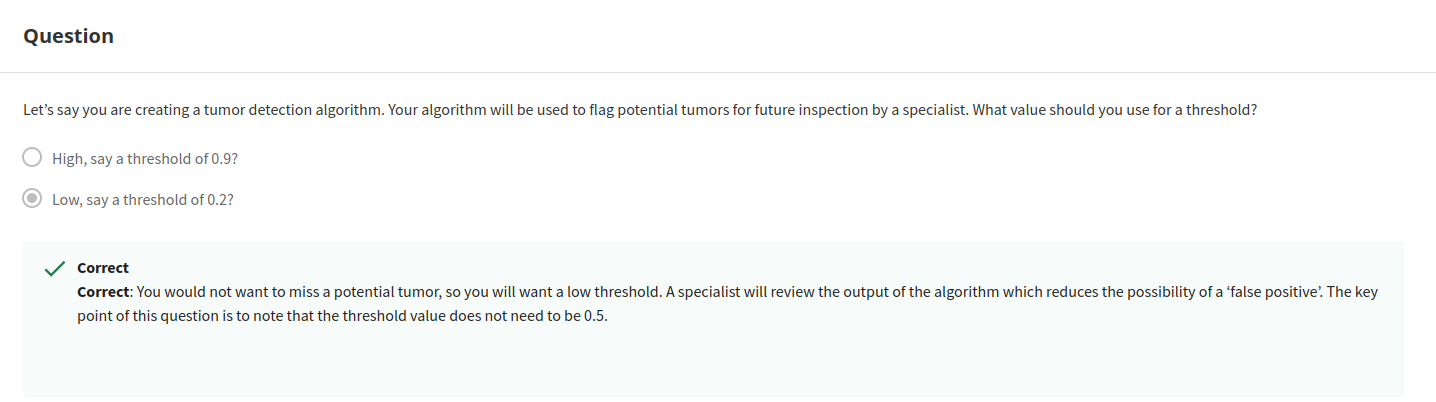 Question
Let’s say you are creating a tumor detection algorithm. Your algorithm will be used to flag potential tumors for future inspection by a specialist. What value should you use for a threshold?
High, say a threshold of 0.9?
Low, say a threshold of 0.2?
Correct
Correct: You would not want to miss a potential tumor, so you will want a low threshold. A specialist will review the output of the algorithm which reduces the possibility of a ‘false positive’. The key
point of this question is to note that the threshold value does not need to be 0.5.